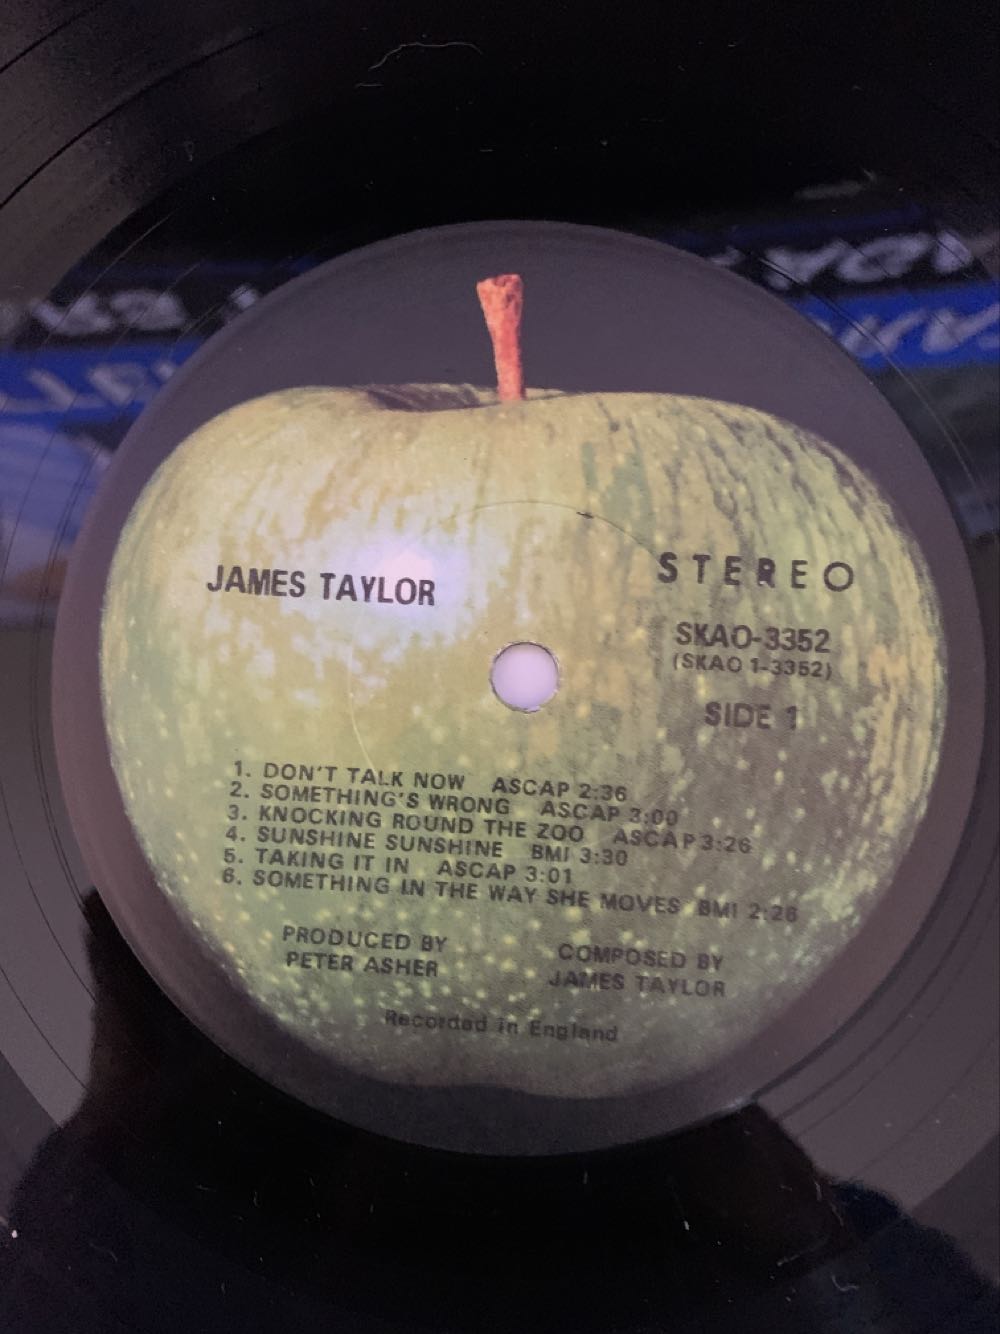 JAMES TAYLOR
STEREO
SKAO-3352
(SKAO 1-3352)
SIDE 1
1. DON'T TALK NOW ASCAP 2:36
2. SOMETHING'S WRONG ASCAP 3:00
3. KNOCKING ROUND THE ZOO ASCAP 3:26
4. SUNSHINE SUNSHINE BMI 3:30
5. TAKING IT IN ASCAP 3:01
6. SOMETHING IN THE WAY SHE MOVES BMI 2:26
PRODUCED BY
PETER ASHER
COMPOSED BY
JAMES TAYLOR
Recorded in England